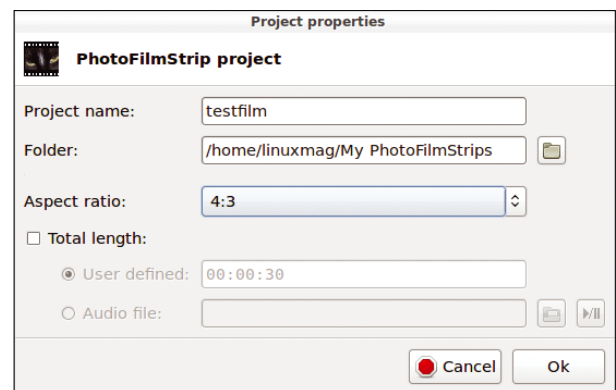 Project properties
PhotoFilmStrip project
Project name: testfilm
Folder: /home/linuxmag/My PhotoFilmStrips
Aspect ratio: 4:3
Total length:
User defined: 00:00:30
Audio file:
Cancel Ok